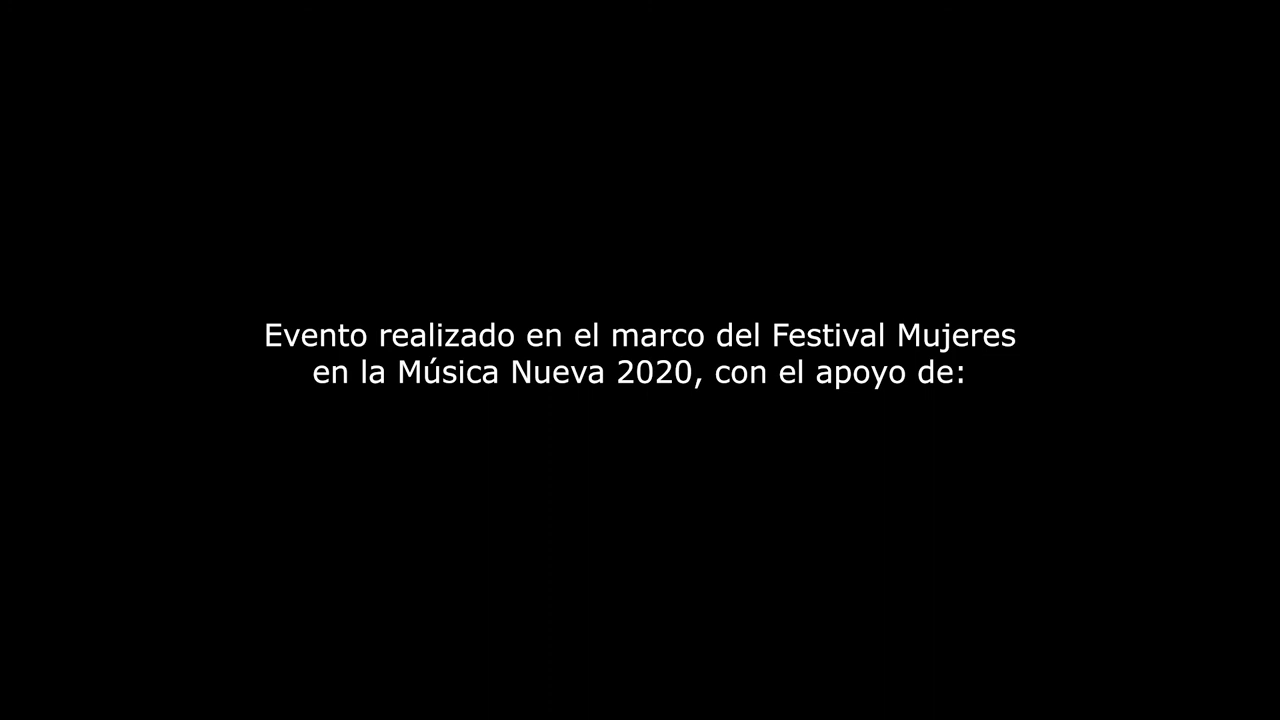 Evento realizado en el marco del Festival Mujeres
en la Música Nueva 2020, con el apoyo de: